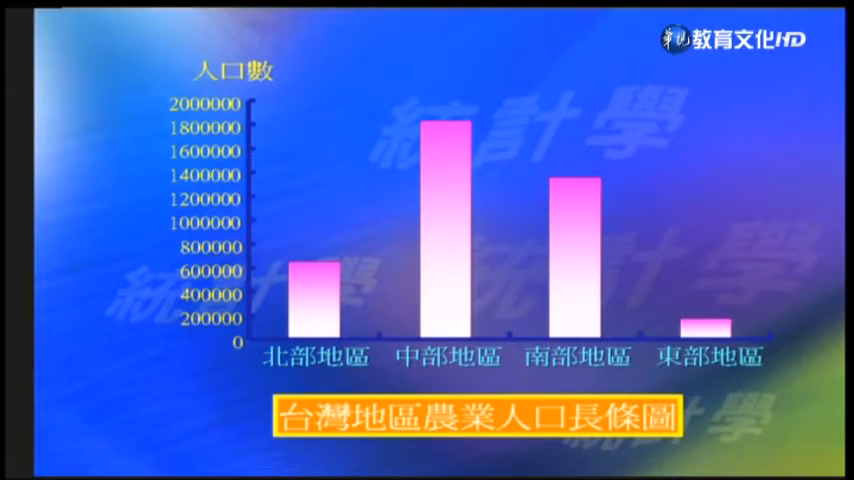 華視 教育文化HD
人口數
2000000
1800000
1600000
1400000
1200000
1000000
800000
600000
400000
200000
0
統計學
統計學
統計學
統計學
北部地區 中部地區 南部地區 東部地區
台灣地區農業人口長條圖